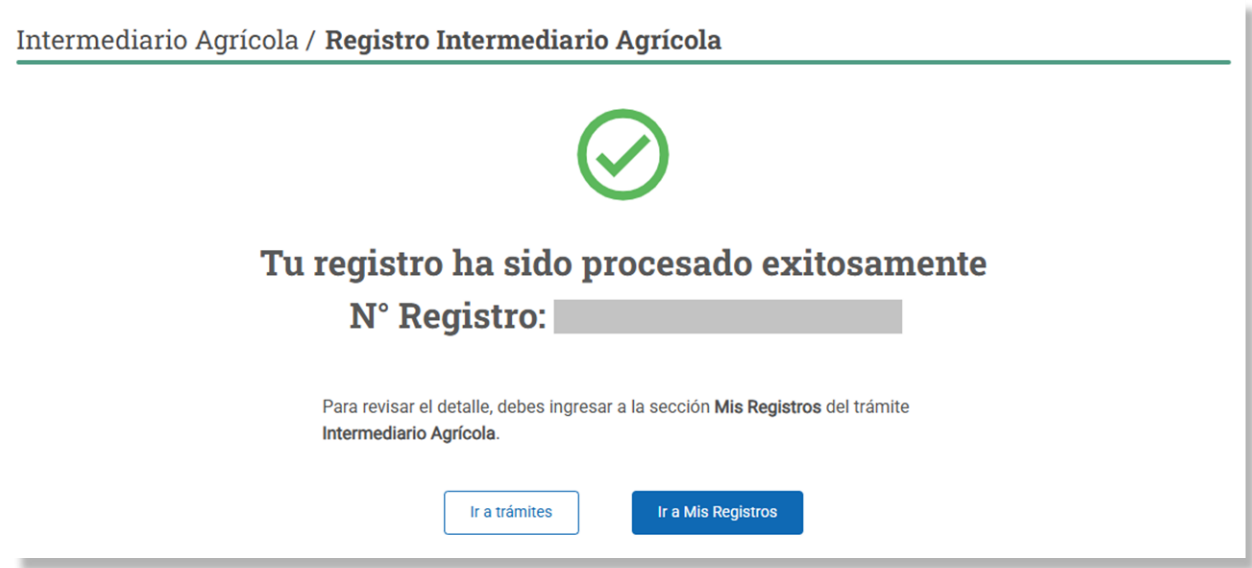 Intermediario Agrícola / Registro Intermediario Agrícola
Tu registro ha sido procesado exitosamente
N° Registro:
Para revisar el detalle, debes ingresar a la sección Mis Registros del trámite
Intermediario Agrícola.
Ir a trámites
Ir a Mis Registros